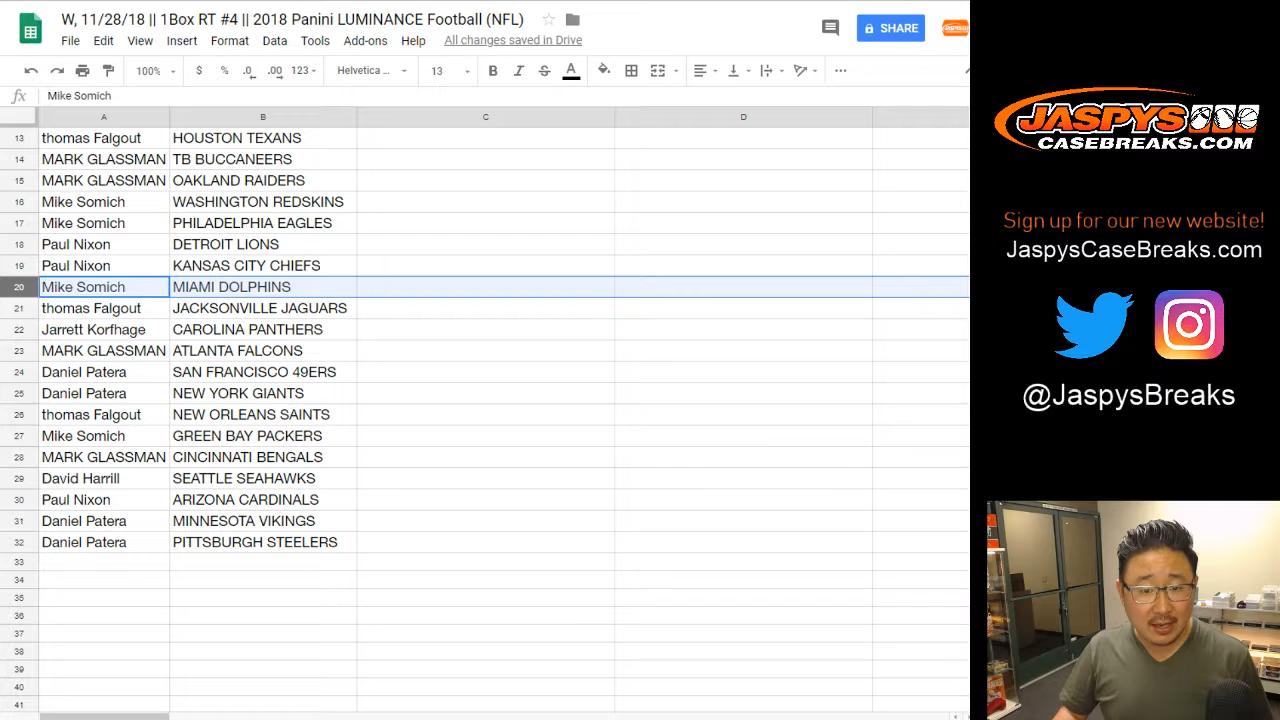 W, 11/28/18 || 1Box RT #4 || 2018 Panini LUMINANCE Football (NFL)
File Edit View Insert Format Data Tools Add-ons Help All changes saved in Drive
SHARE
100% $ % .0 .00 123 Helvetica ... 13 B I S A
fx Mike Somich
A B C D
13 thomas Falgout HOUSTON TEXANS
14 MARK GLASSMAN TB BUCCANEERS
15 MARK GLASSMAN OAKLAND RAIDERS
16 Mike Somich WASHINGTON REDSKINS
17 Mike Somich PHILADELPHIA EAGLES
18 Paul Nixon DETROIT LIONS
19 Paul Nixon KANSAS CITY CHIEFS
20 Mike Somich MIAMI DOLPHINS
21 thomas Falgout JACKSONVILLE JAGUARS
22 Jarrett Korfhage CAROLINA PANTHERS
23 MARK GLASSMAN ATLANTA FALCONS
24 Daniel Patera SAN FRANCISCO 49ERS
25 Daniel Patera NEW YORK GIANTS
26 thomas Falgout NEW ORLEANS SAINTS
27 Mike Somich GREEN BAY PACKERS
28 MARK GLASSMAN CINCINNATI BENGALS
29 David Harrill SEATTLE SEAHAWKS
30 Paul Nixon ARIZONA CARDINALS
31 Daniel Patera MINNESOTA VIKINGS
32 Daniel Patera PITTSBURGH STEELERS
33
34
35
36
37
38
39
40
41
JASPYS
CASEBREAKS.COM
Sign up for our new website!
JaspysCaseBreaks.com
@JaspysBreaks